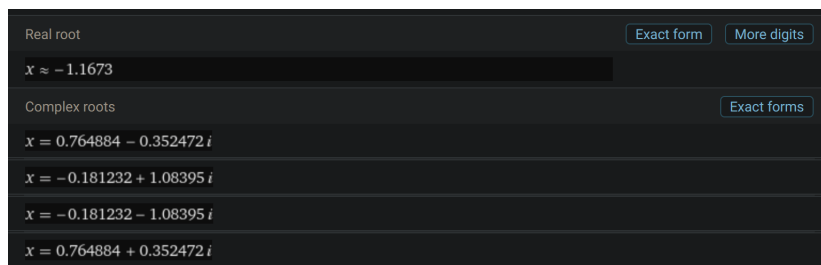 Real root Exact form More digits
x ≈ −1.1673
Complex roots Exact forms
x = 0.764884 − 0.352472 i
x = −0.181232 + 1.08395 i
x = −0.181232 − 1.08395 i
x = 0.764884 + 0.352472 i